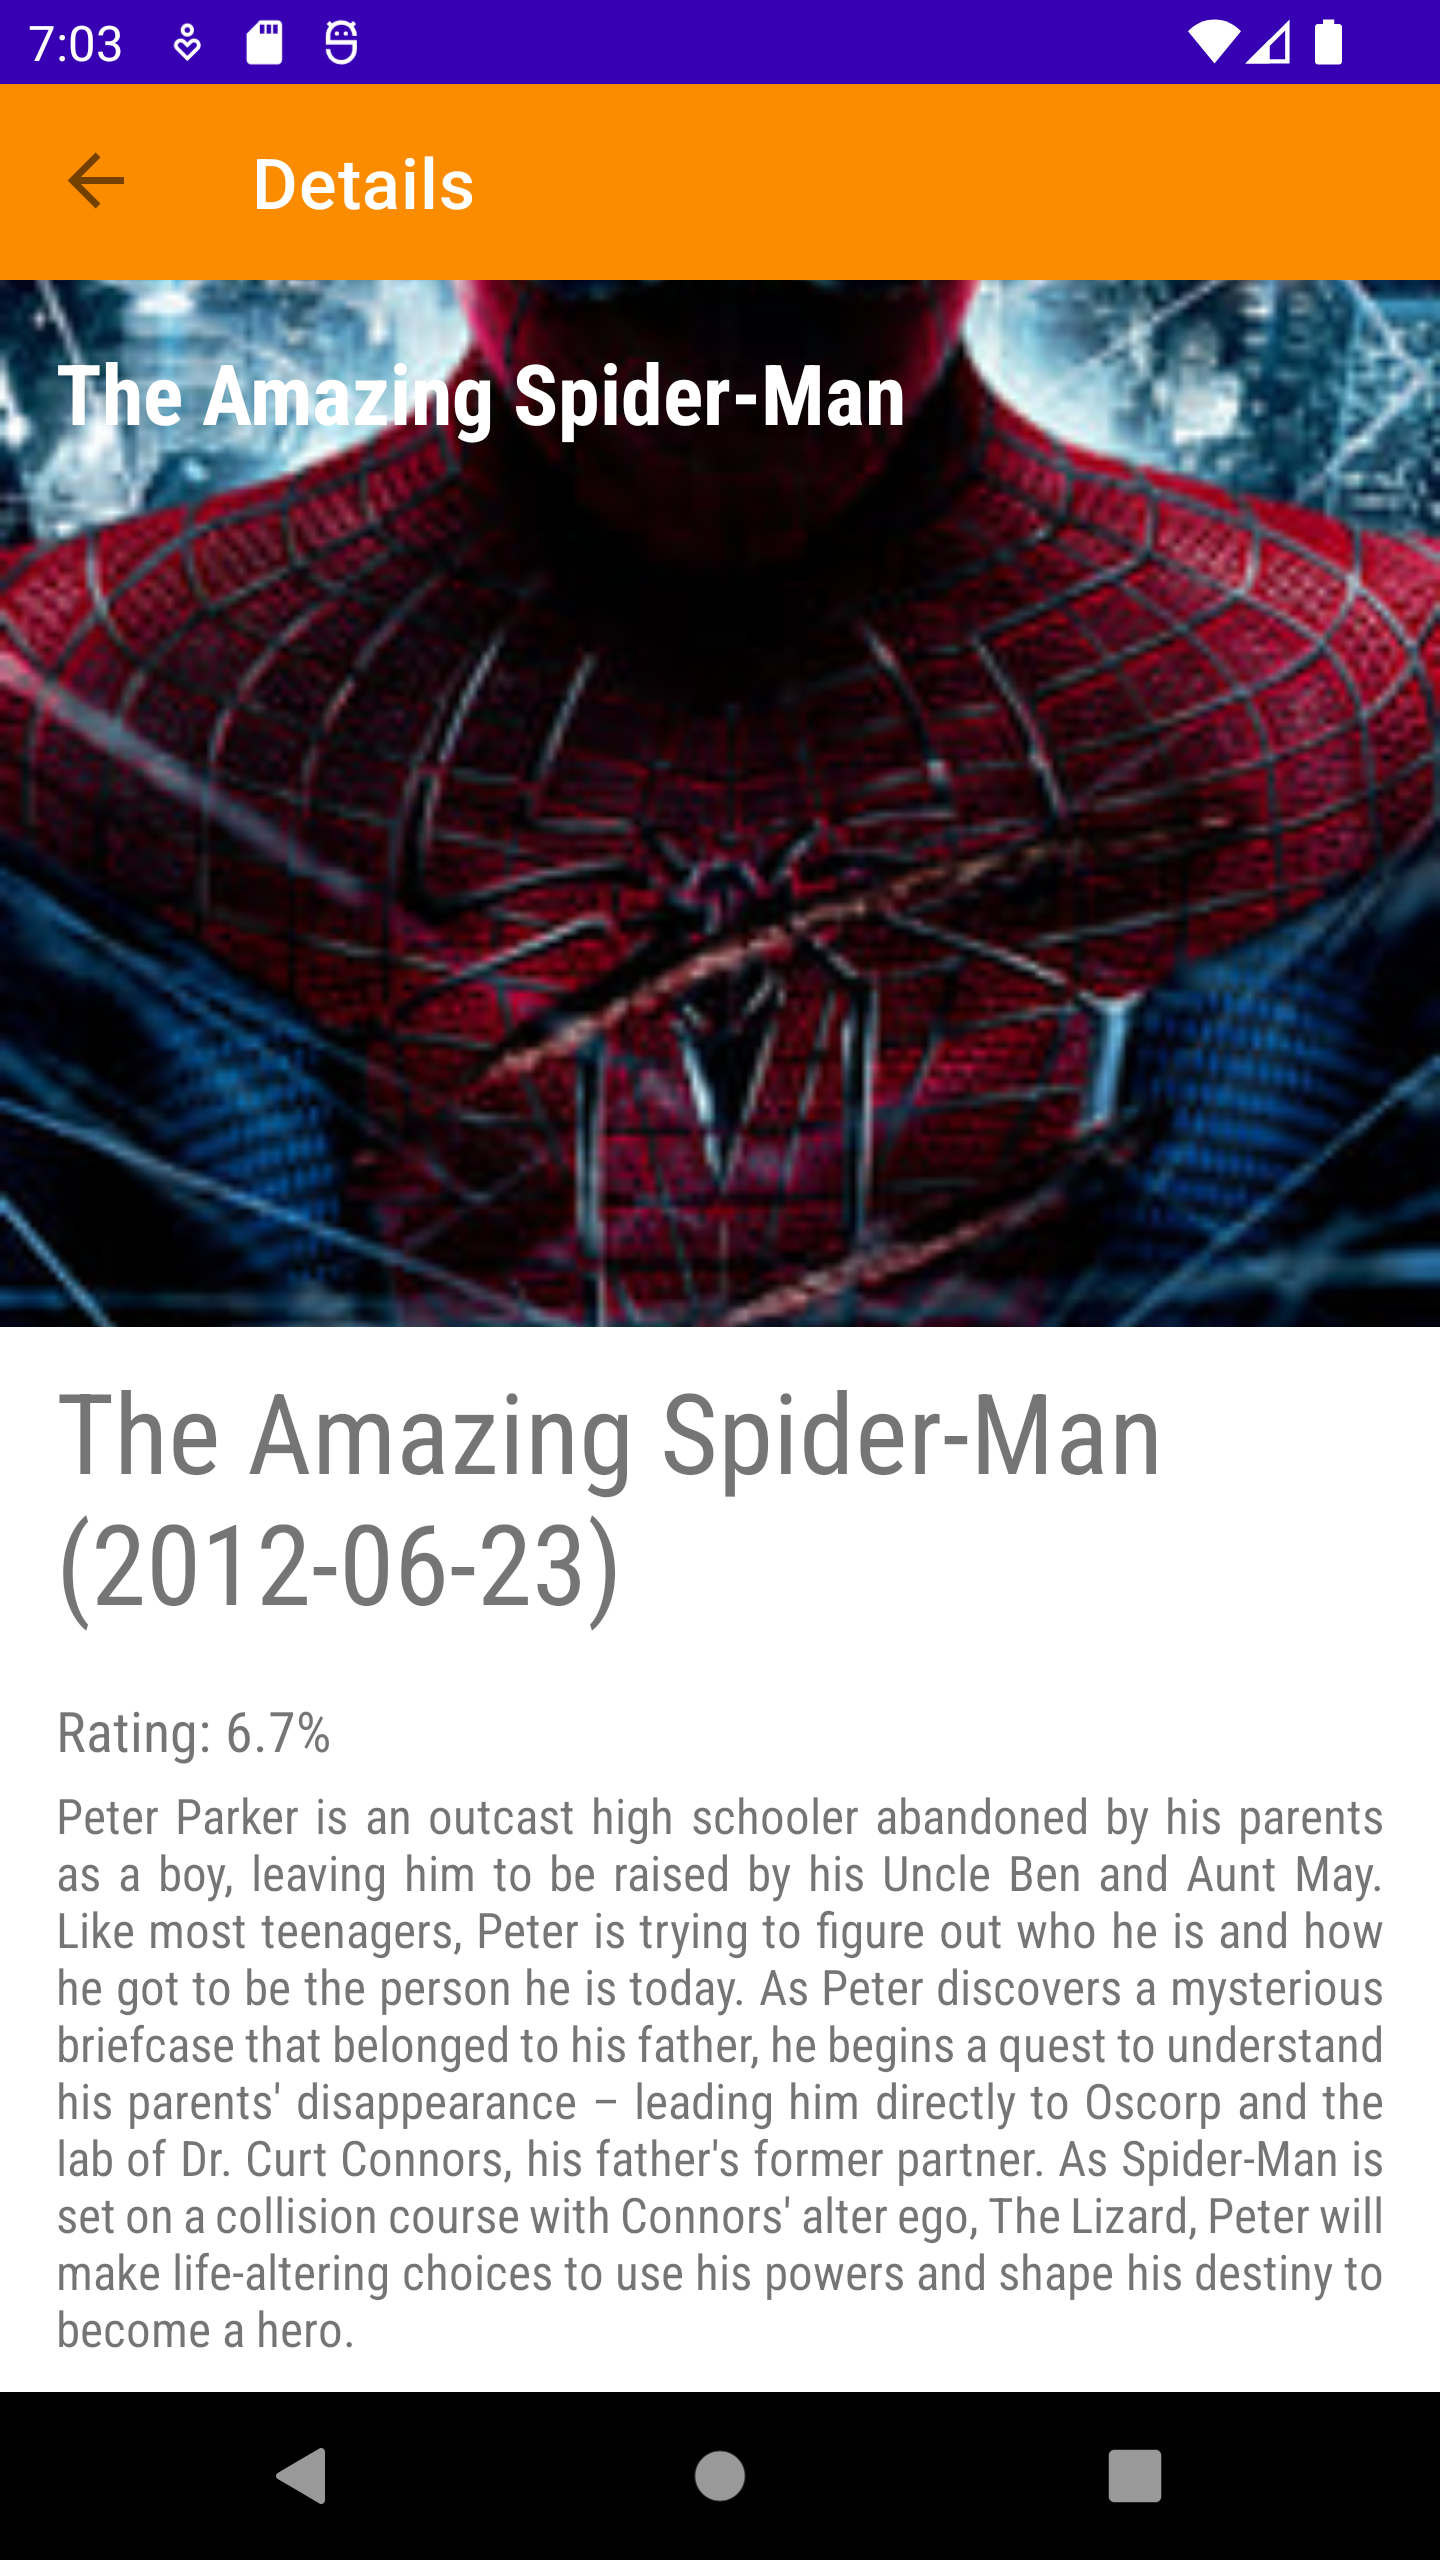 7:03
Details
The Amazing Spider-Man
The Amazing Spider-Man
(2012-06-23)
Rating: 6.7%
Peter Parker is an outcast high schooler abandoned by his parents
as a boy, leaving him to be raised by his Uncle Ben and Aunt May.
Like most teenagers, Peter is trying to figure out who he is and how
he got to be the person he is today. As Peter discovers a mysterious
briefcase that belonged to his father, he begins a quest to understand
his parents' disappearance – leading him directly to Oscorp and the
lab of Dr. Curt Connors, his father's former partner. As Spider-Man is
set on a collision course with Connors' alter ego, The Lizard, Peter will
make life-altering choices to use his powers and shape his destiny to
become a hero.